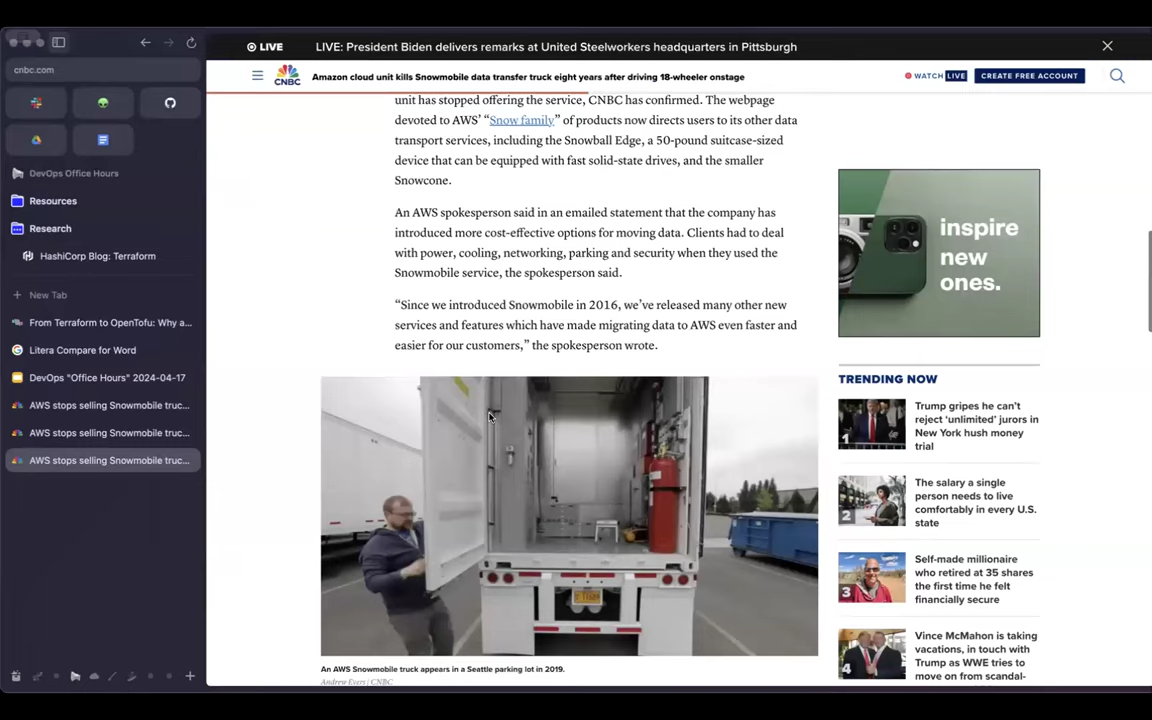 LIVE
LIVE: President Biden delivers remarks at United Steelworkers headquarters in Pittsburgh
cnbc.com
CNBC
Amazon cloud unit kills Snowmobile data transfer truck eight years after driving 18-wheeler onstage
WATCH LIVE
CREATE FREE ACCOUNT
DevOps Office Hours
Resources
Research
HashiCorp Blog: Terraform
New Tab
From Terraform to OpenTofu: Why a...
Litera Compare for Word
DevOps "Office Hours" 2024-04-17
AWS stops selling Snowmobile truc...
AWS stops selling Snowmobile truc...
AWS stops selling Snowmobile truc...
unit has stopped offering the service, CNBC has confirmed. The webpage
devoted to AWS’ “Snow family” of products now directs users to its other data
transport services, including the Snowball Edge, a 50-pound suitcase-sized
device that can be equipped with fast solid-state drives, and the smaller
Snowcone.
An AWS spokesperson said in an emailed statement that the company has
introduced more cost-effective options for moving data. Clients had to deal
with power, cooling, networking, parking and security when they used the
Snowmobile service, the spokesperson said.
“Since we introduced Snowmobile in 2016, we’ve released many other new
services and features which have made migrating data to AWS even faster and
easier for our customers,” the spokesperson wrote.
An AWS Snowmobile truck appears in a Seattle parking lot in 2019.
Andrew Evers | CNBC
inspire
new
ones.
TRENDING NOW
1
Trump gripes he can’t
reject ‘unlimited’ jurors in
New York hush money
trial
2
The salary a single
person needs to live
comfortably in every U.S.
state
3
Self-made millionaire
who retired at 35 shares
the first time he felt
financially secure
4
Vince McMahon is taking
vacations, in touch with
Trump as WWE tries to
move on from scandal-